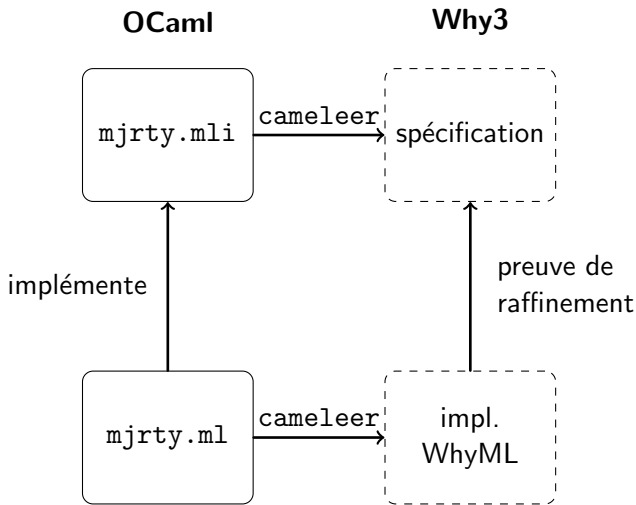 OCaml
Why3
mjrty.mli
cameleer
spécification
implémente
preuve de
raffinement
mjrty.ml
cameleer
impl.
WhyML